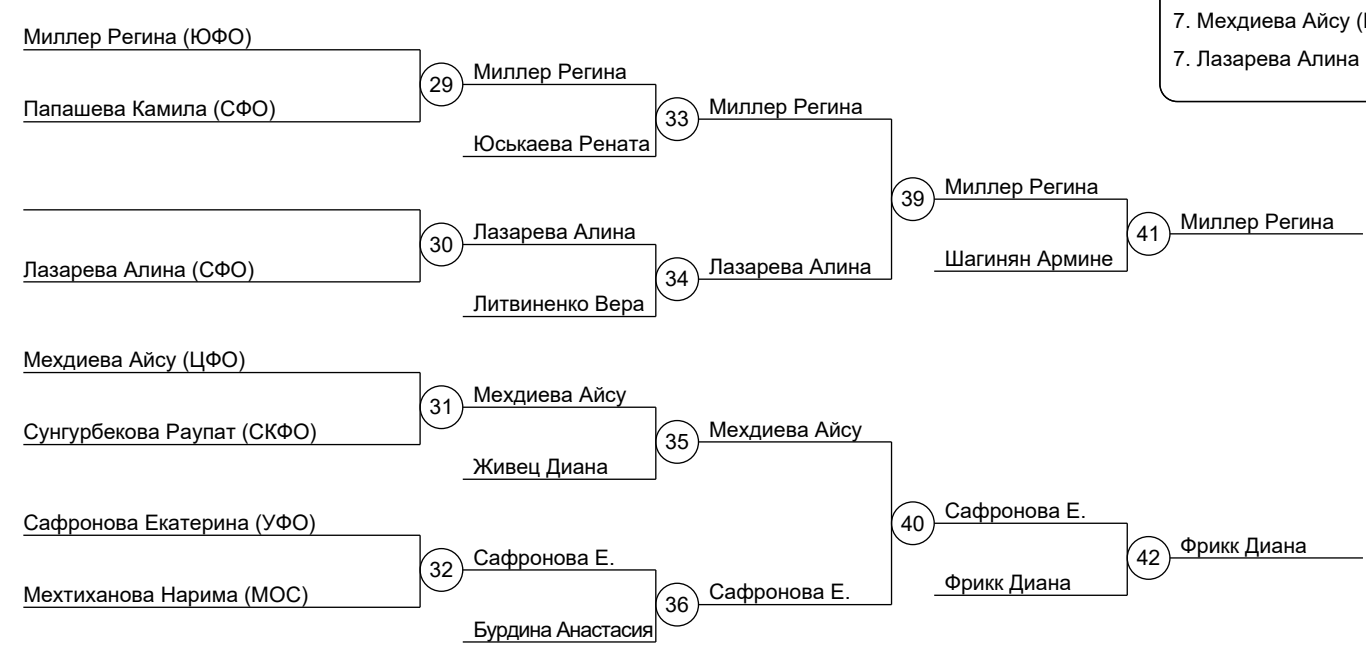 7. Мехдиева Айсу (
7. Лазарева Алина
Миллер Регина (ЮФО)
29
Миллер Регина
Папашева Камила (СФО)
33
Миллер Регина
Юськаева Рената
39
Миллер Регина
30
Лазарева Алина
41
Миллер Регина
Лазарева Алина (СФО)
34
Лазарева Алина
Шагинян Армине
Литвиненко Вера
Мехдиева Айсу (ЦФО)
31
Мехдиева Айсу
Сунгурбекова Раупат (СКФО)
35
Мехдиева Айсу
Живец Диана
Сафронова Екатерина (УФО)
40
Сафронова Е.
32
Сафронова Е.
42
Фрикк Диана
Мехтиханова Нарима (МОС)
36
Сафронова Е.
Фрикк Диана
Бурдина Анастасия